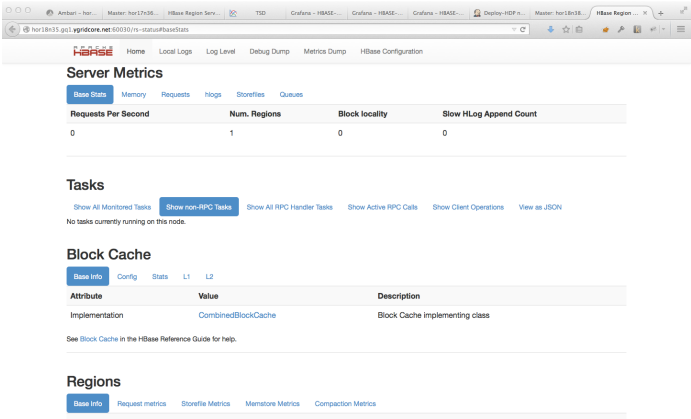 Ambari - hor... Master: hor17n36... HBase Region Serv... TSD Grafana - HBASE-... Grafana - HBASE-... Grafana - HBASE-... Deploy-HDP n... Master: hor18n38... HBase Region ...
hor18n35.gq1.ygridcore.net:60030/rs-status#baseStats
APACHE
HBASE
Home Local Logs Log Level Debug Dump Metrics Dump HBase Configuration
Server Metrics
Base Stats Memory Requests hlogs Storefiles Queues
Requests Per Second Num. Regions Block locality Slow HLog Append Count
0 1 0 0
Tasks
Show All Monitored Tasks Show non-RPC Tasks Show All RPC Handler Tasks Show Active RPC Calls Show Client Operations View as JSON
No tasks currently running on this node.
Block Cache
Base Info Config Stats L1 L2
Attribute Value Description
Implementation CombinedBlockCache Block Cache implementing class
See Block Cache in the HBase Reference Guide for help.
Regions
Base Info Request metrics Storefile Metrics Memstore Metrics Compaction Metrics